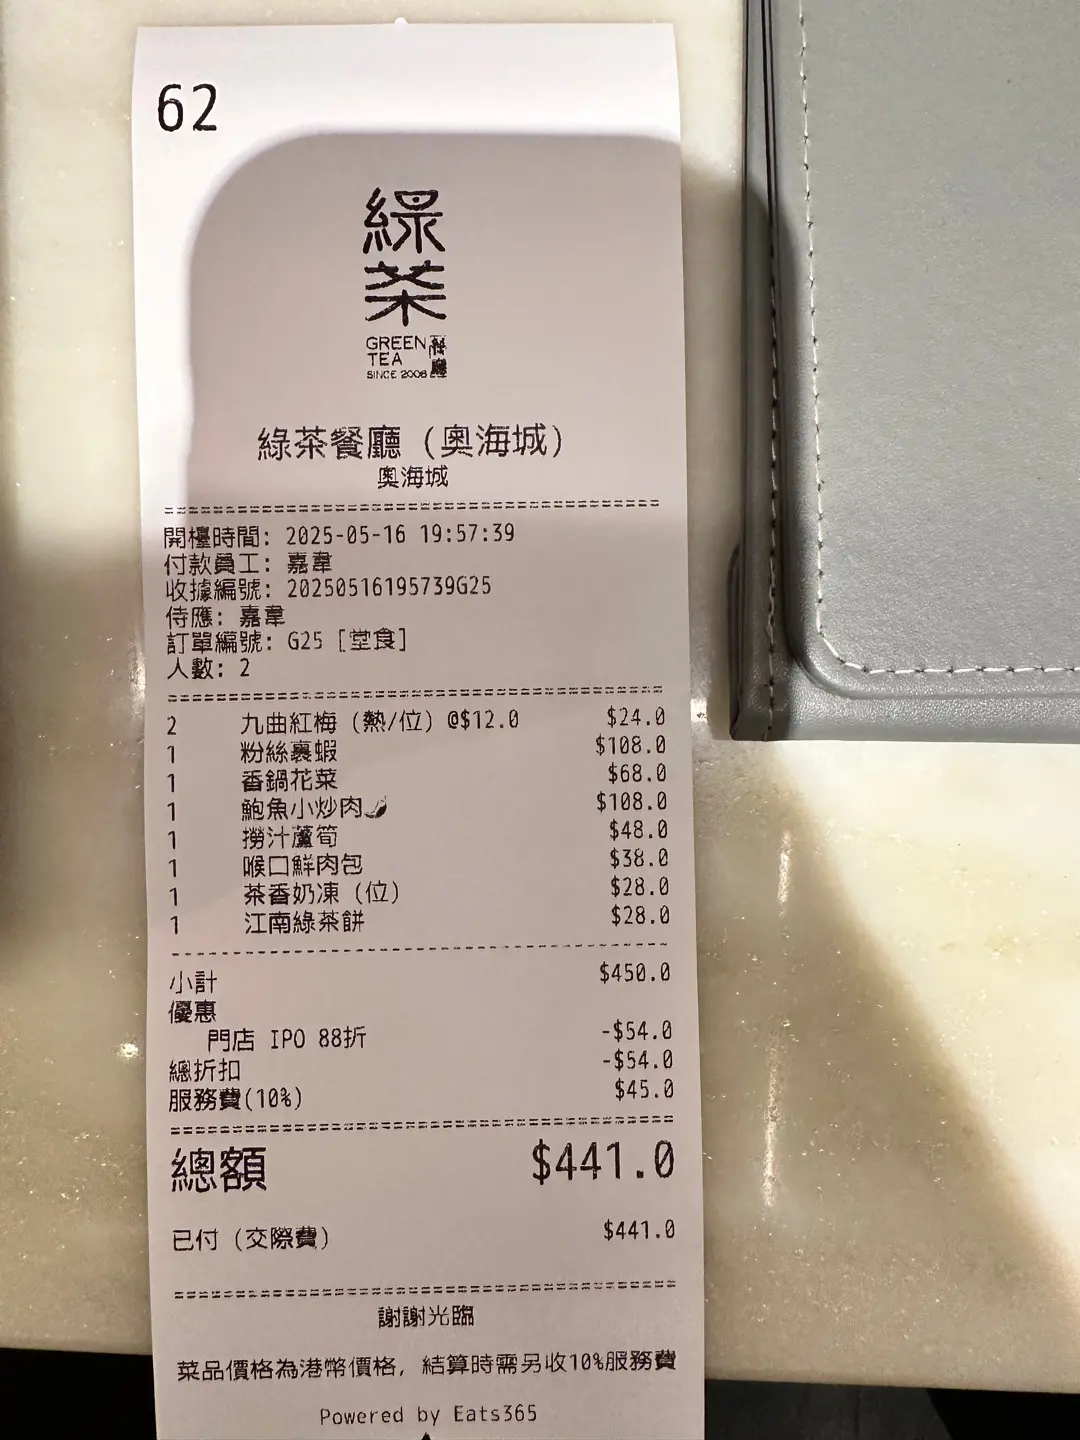 62
綠茶
GREEN TEA 餐廳
SINCE 2008
綠茶餐廳 (奧海城)
奧海城
開檯時間: 2025-05-16 19:57:39
付款員工: 嘉韋
收據編號: 20250516195739G25
侍應: 嘉韋
訂單編號: G25 [堂食]
人數: 2
2 九曲紅梅 (熱/位) @$12.0 $24.0
1 粉絲裹蝦 $108.0
1 香鍋花菜 $68.0
1 鮑魚小炒肉🌶 $108.0
1 撈汁蘆筍 $48.0
1 喉口鮮肉包 $38.0
1 茶香奶凍 (位) $28.0
1 江南綠茶餅 $28.0
小計 $450.0
優惠
門店 IPO 88折 -$54.0
總折扣 -$54.0
服務費(10%) $45.0
總額 $441.0
已付 (交際費) $441.0
謝謝光臨
菜品價格為港幣價格, 結算時需另收10%服務費
Powered by Eats365